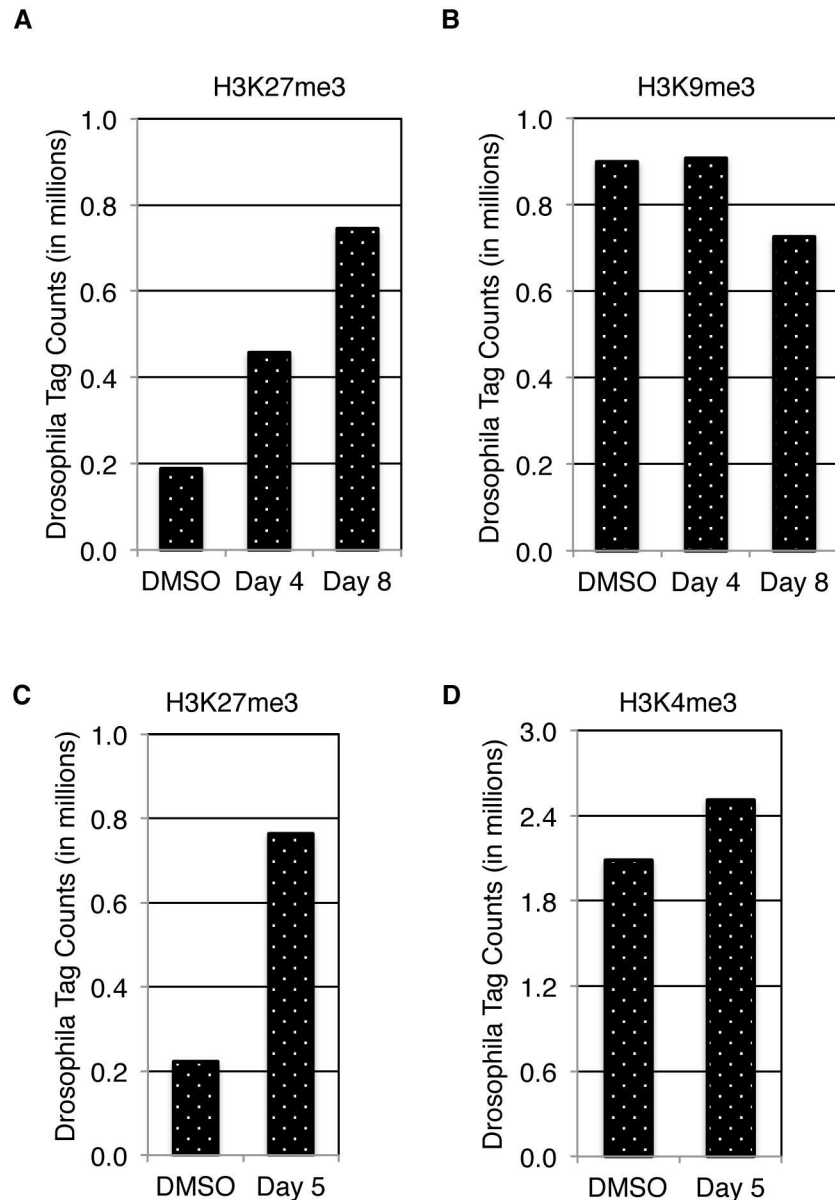 A
H3K27me3
Drosophila Tag Counts (in millions)
1.0
0.8
0.6
0.4
0.2
0.0
DMSO Day 4 Day 8
B
H3K9me3
Drosophila Tag Counts (in millions)
1.0
0.8
0.6
0.4
0.2
0.0
DMSO Day 4 Day 8
C
H3K27me3
Drosophila Tag Counts (in millions)
1.0
0.8
0.6
0.4
0.2
0.0
DMSO Day 5
D
H3K4me3
Drosophila Tag Counts (in millions)
3.0
2.4
1.8
1.2
0.6
0.0
DMSO Day 5